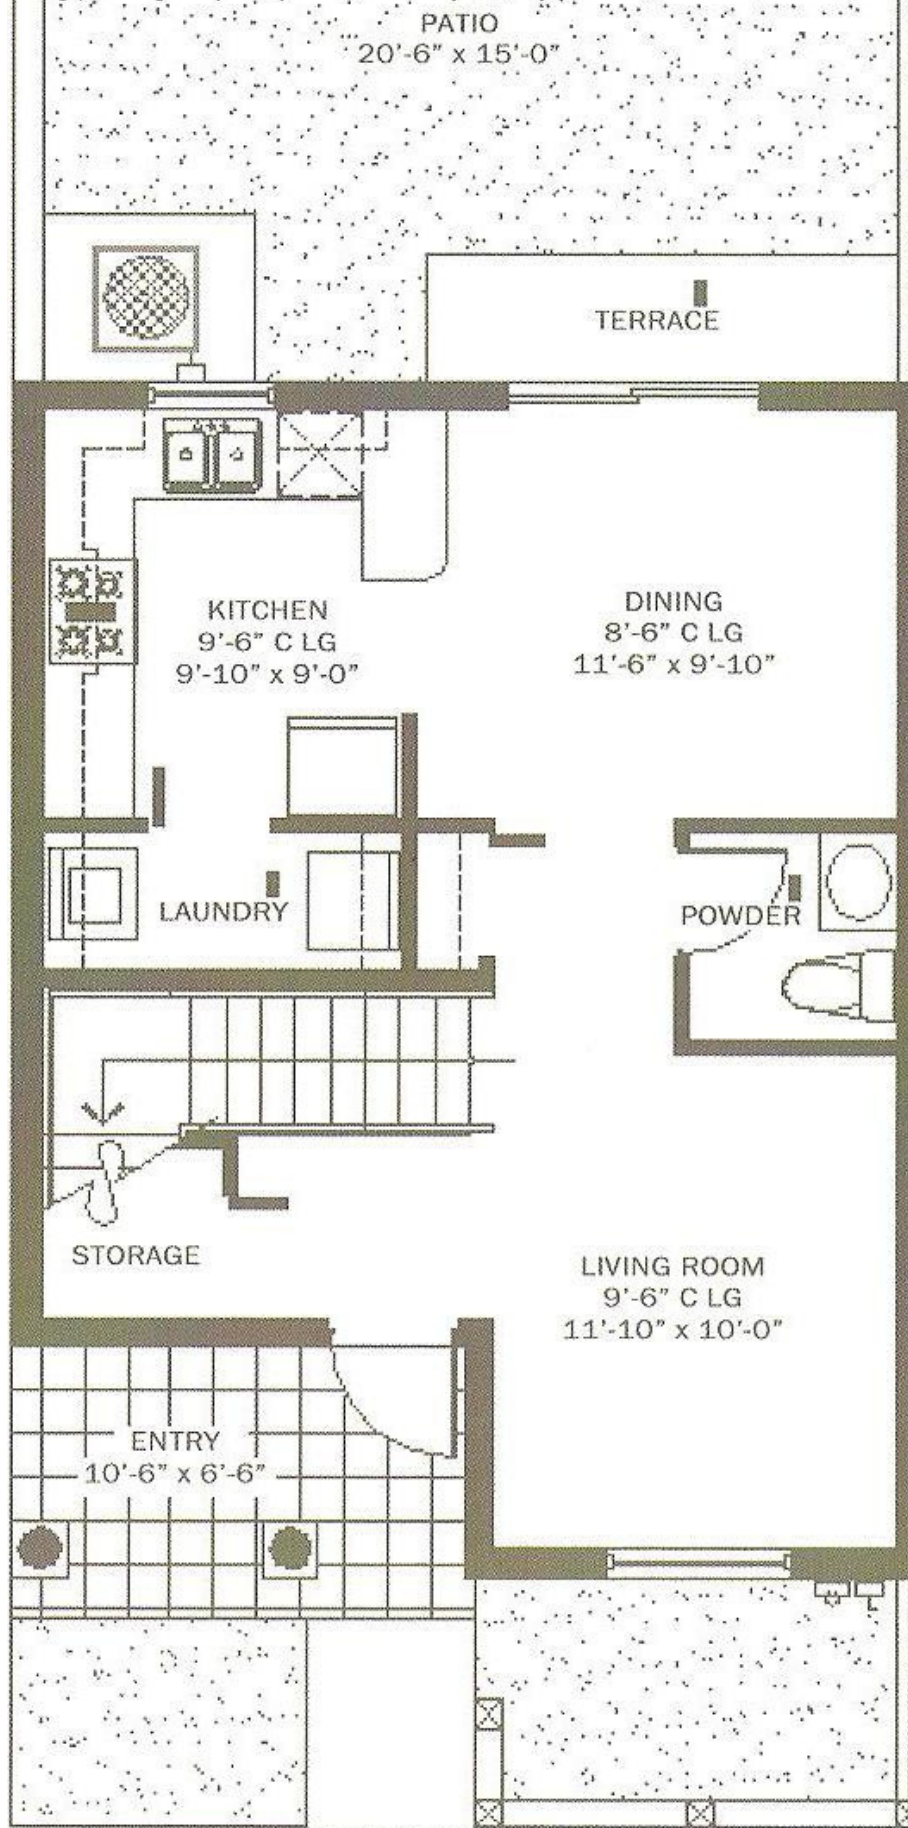 PATIO
20'-6" x 15'-0"
TERRACE
KITCHEN
9'-6" C LG
9'-10" x 9'-0"
DINING
8'-6" C LG
11'-6" x 9'-10"
LAUNDRY
POWDER
STORAGE
LIVING ROOM
9'-6" C LG
11'-10" x 10'-0"
ENTRY
10'-6" x 6'-6"